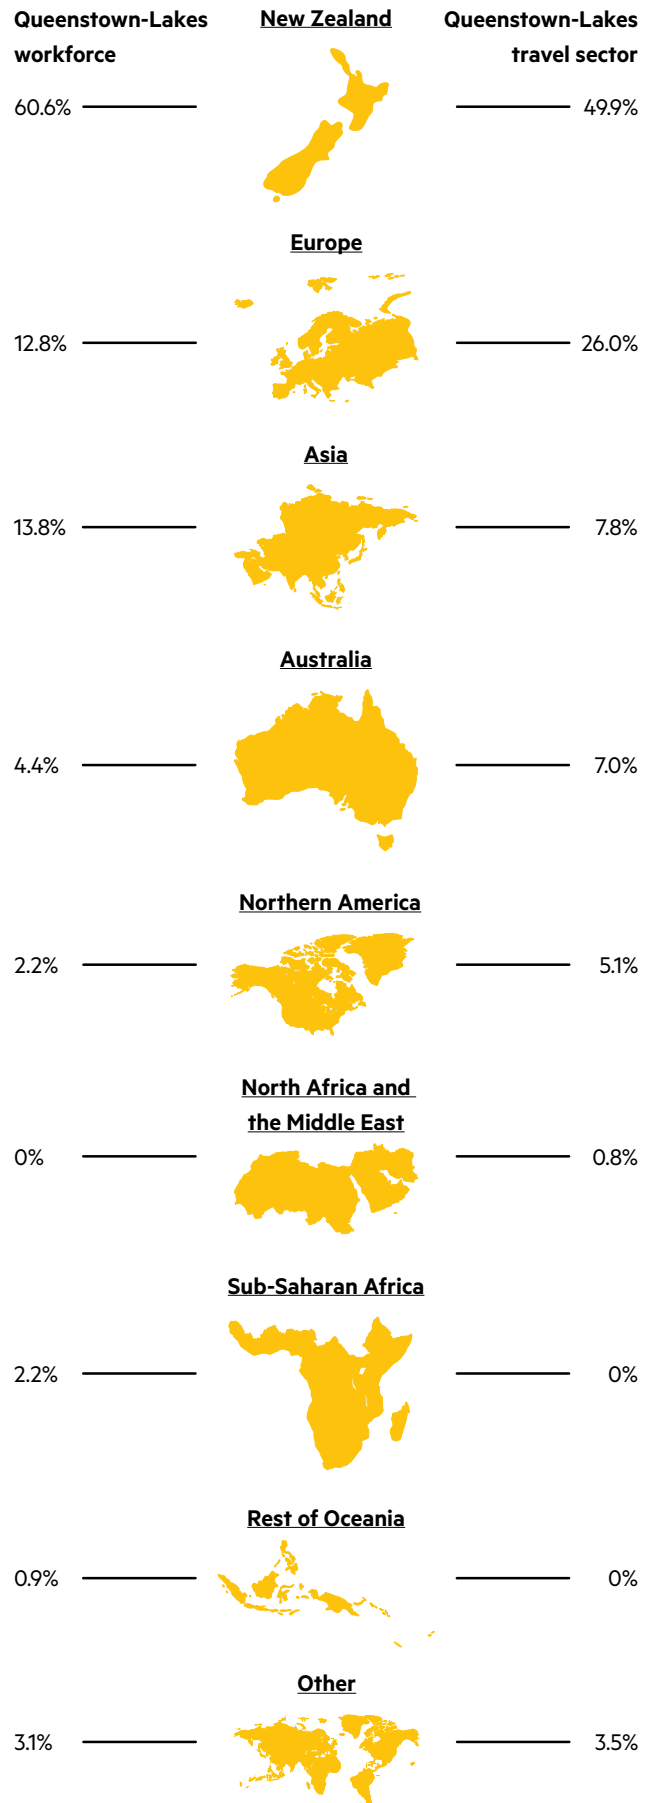 Queenstown-Lakes
workforce
New Zealand
Queenstown-Lakes
travel sector
60.6%
49.9%
Europe
12.8%
26.0%
Asia
13.8%
7.8%
Australia
4.4%
7.0%
Northern America
2.2%
5.1%
North Africa and
the Middle East
0%
0.8%
Sub-Saharan Africa
2.2%
0%
Rest of Oceania
0.9%
0%
Other
3.1%
3.5%